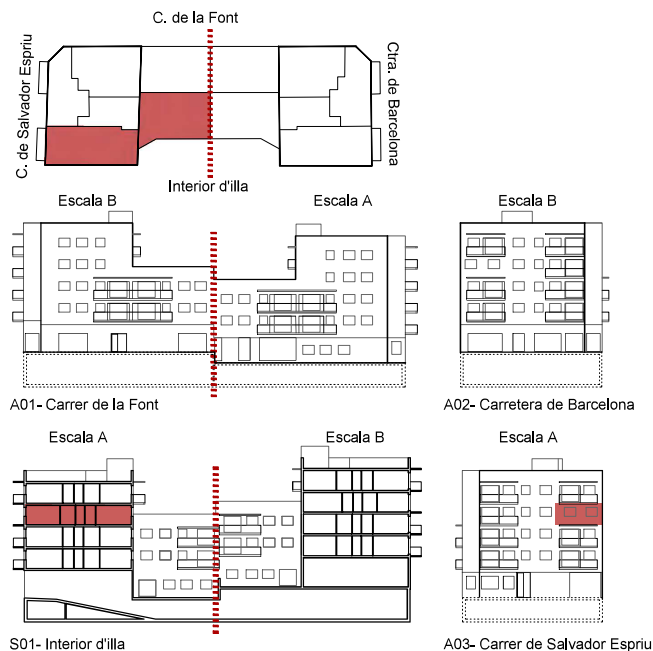 C. de la Font
C. de Salvador Espriu
Ctra. de Barcelona
Interior d'illa
Escala B
Escala A
Escala B
A01- Carrer de la Font
A02- Carretera de Barcelona
Escala A
Escala B
Escala A
S01- Interior d'illa
A03- Carrer de Salvador Espriu